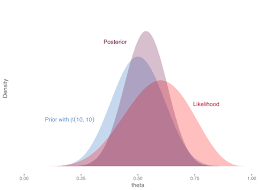 Posterior
Likelihood
Prior with β(10, 10)
Density
0.00 0.25 0.50 0.75 1.00
theta